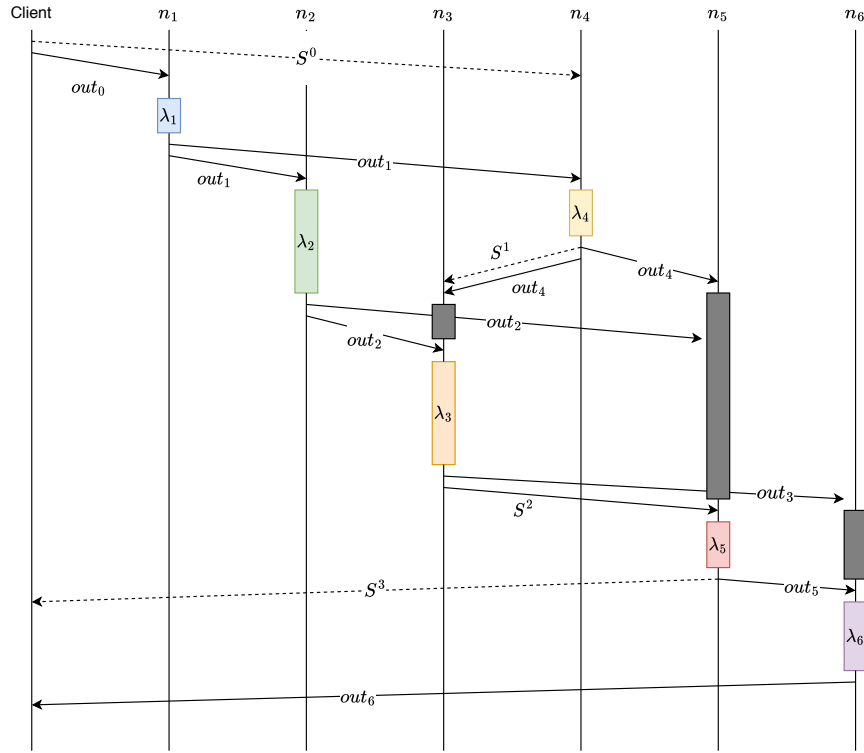 Client n₁ n₂ n₃ n₄ n₅ n₆
S⁰
out₀
λ₁
out₁
out₁
λ₄
λ₂
S¹
out₄
out₄
out₂
out₂
λ₃
out₃
S²
λ₅
S³
out₅
λ₆
out₆